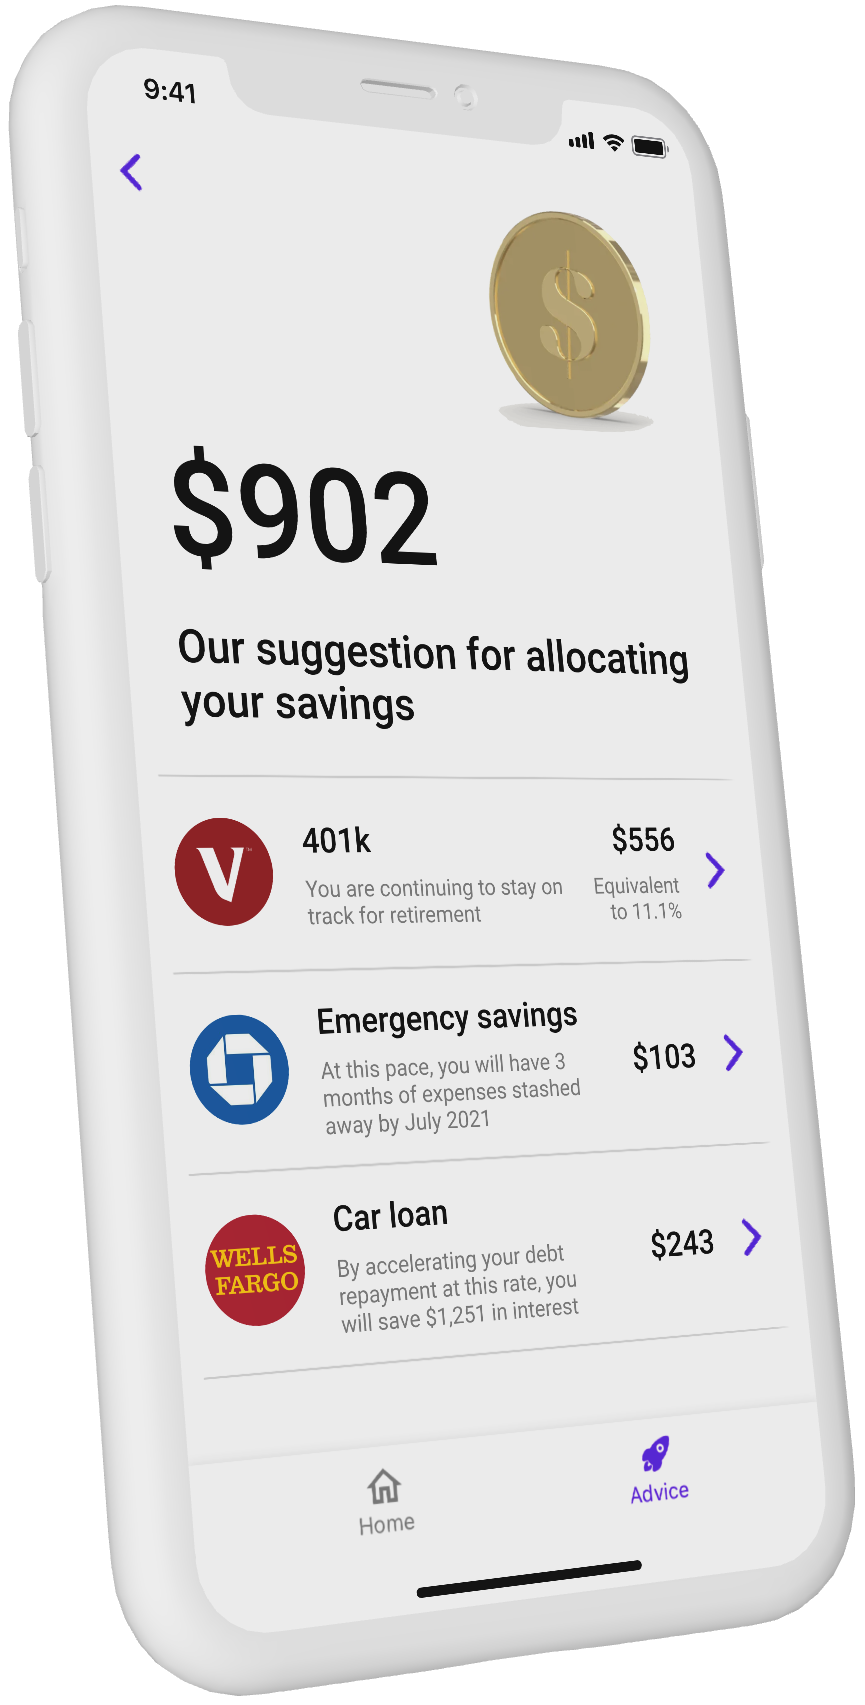 9:41
$902
Our suggestion for allocating
your savings
401k
$556
You are continuing to stay on
track for retirement
Equivalent
to 11.1%
Emergency savings
$103
At this pace, you will have 3
months of expenses stashed
away by July 2021
WELLS
FARGO
Car loan
$243
By accelerating your debt
repayment at this rate, you
will save $1,251 in interest
Home
Advice